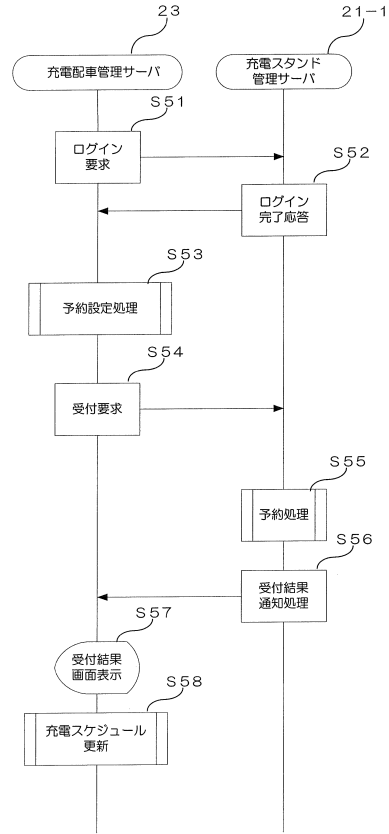 23
21-1
充電配車管理サーバ
充電スタンド
管理サーバ
S51
ログイン
要求
S52
ログイン
完了応答
S53
予約設定処理
S54
受付要求
S55
予約処理
S56
受付結果
通知処理
S57
受付結果
画面表示
S58
充電スケジュール
更新